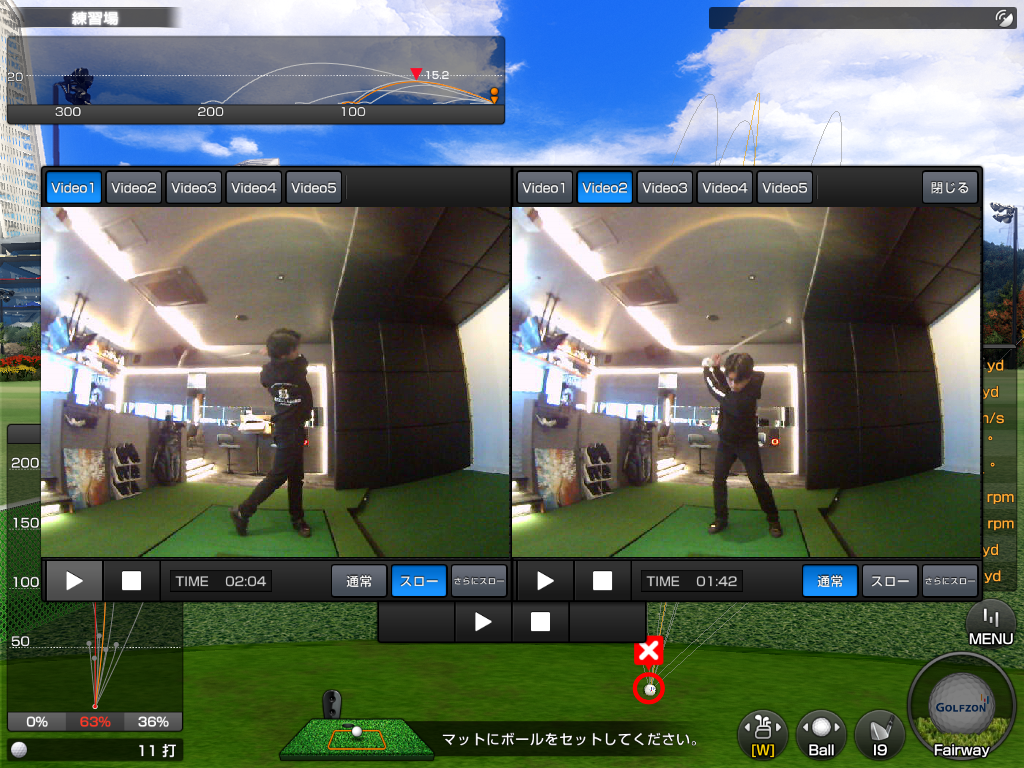 練習場
20
15.2
300 200 100
Video1 Video2 Video3 Video4 Video5
Video1 Video2 Video3 Video4 Video5 閉じる
yd
yd
m/s
°
°
rpm
rpm
yd
yd
200
150
100
50
TIME 02:04 通常 スロー さらにスロー
TIME 01:42 通常 スロー さらにスロー
MENU
0% 63% 36%
11 打
マットにボールをセットしてください。
[W] Ball I9
GOLFZON
Fairway